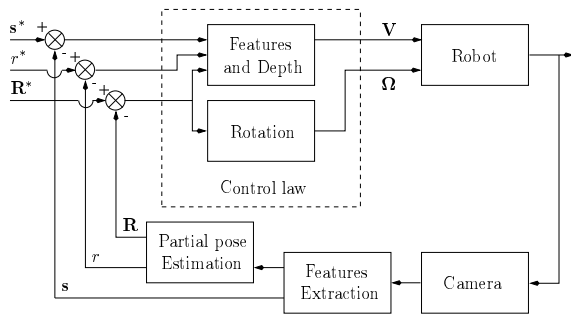 s* + 
r* - +
R* - +
-
Features
and Depth
Rotation
Control law
V
Ω
Robot
R
r
s
Partial pose
Estimation
Features
Extraction
Camera